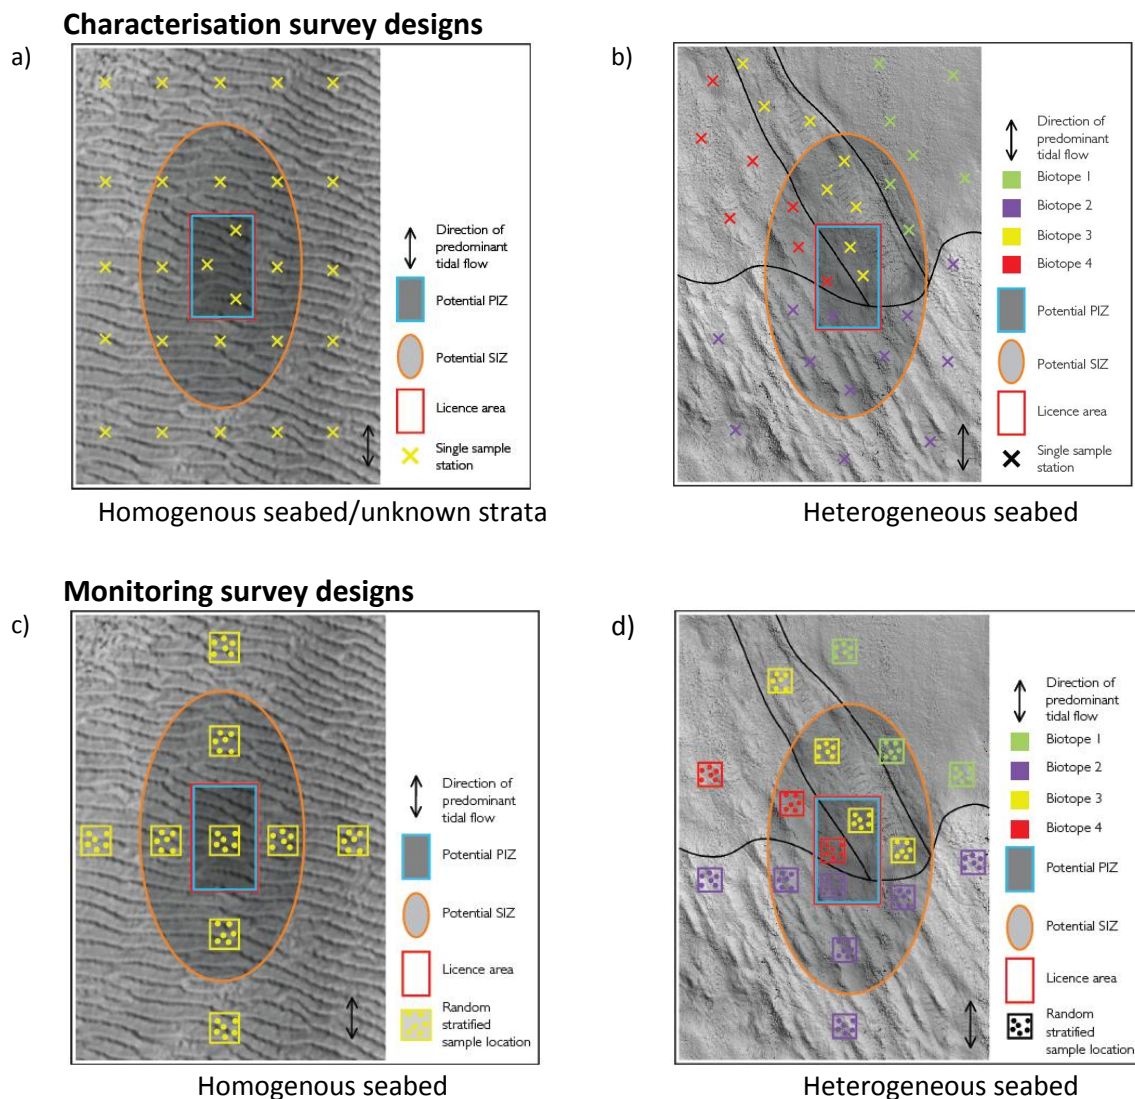 Characterisation survey designs
a)
Direction of
predominant
tidal flow
Potential PIZ
Potential SIZ
Licence area
Single sample
station
Homogenous seabed/unknown strata
b)
Direction of
predominant
tidal flow
Biotope 1
Biotope 2
Biotope 3
Biotope 4
Potential PIZ
Potential SIZ
Licence area
Single sample
station
Heterogeneous seabed
Monitoring survey designs
c)
Direction of
predominant
tidal flow
Potential PIZ
Potential SIZ
Licence area
Random
stratified
sample location
Homogenous seabed
d)
Direction of
predominant
tidal flow
Biotope 1
Biotope 2
Biotope 3
Biotope 4
Potential PIZ
Potential SIZ
Licence area
Random
stratified
sample location
Heterogeneous seabed